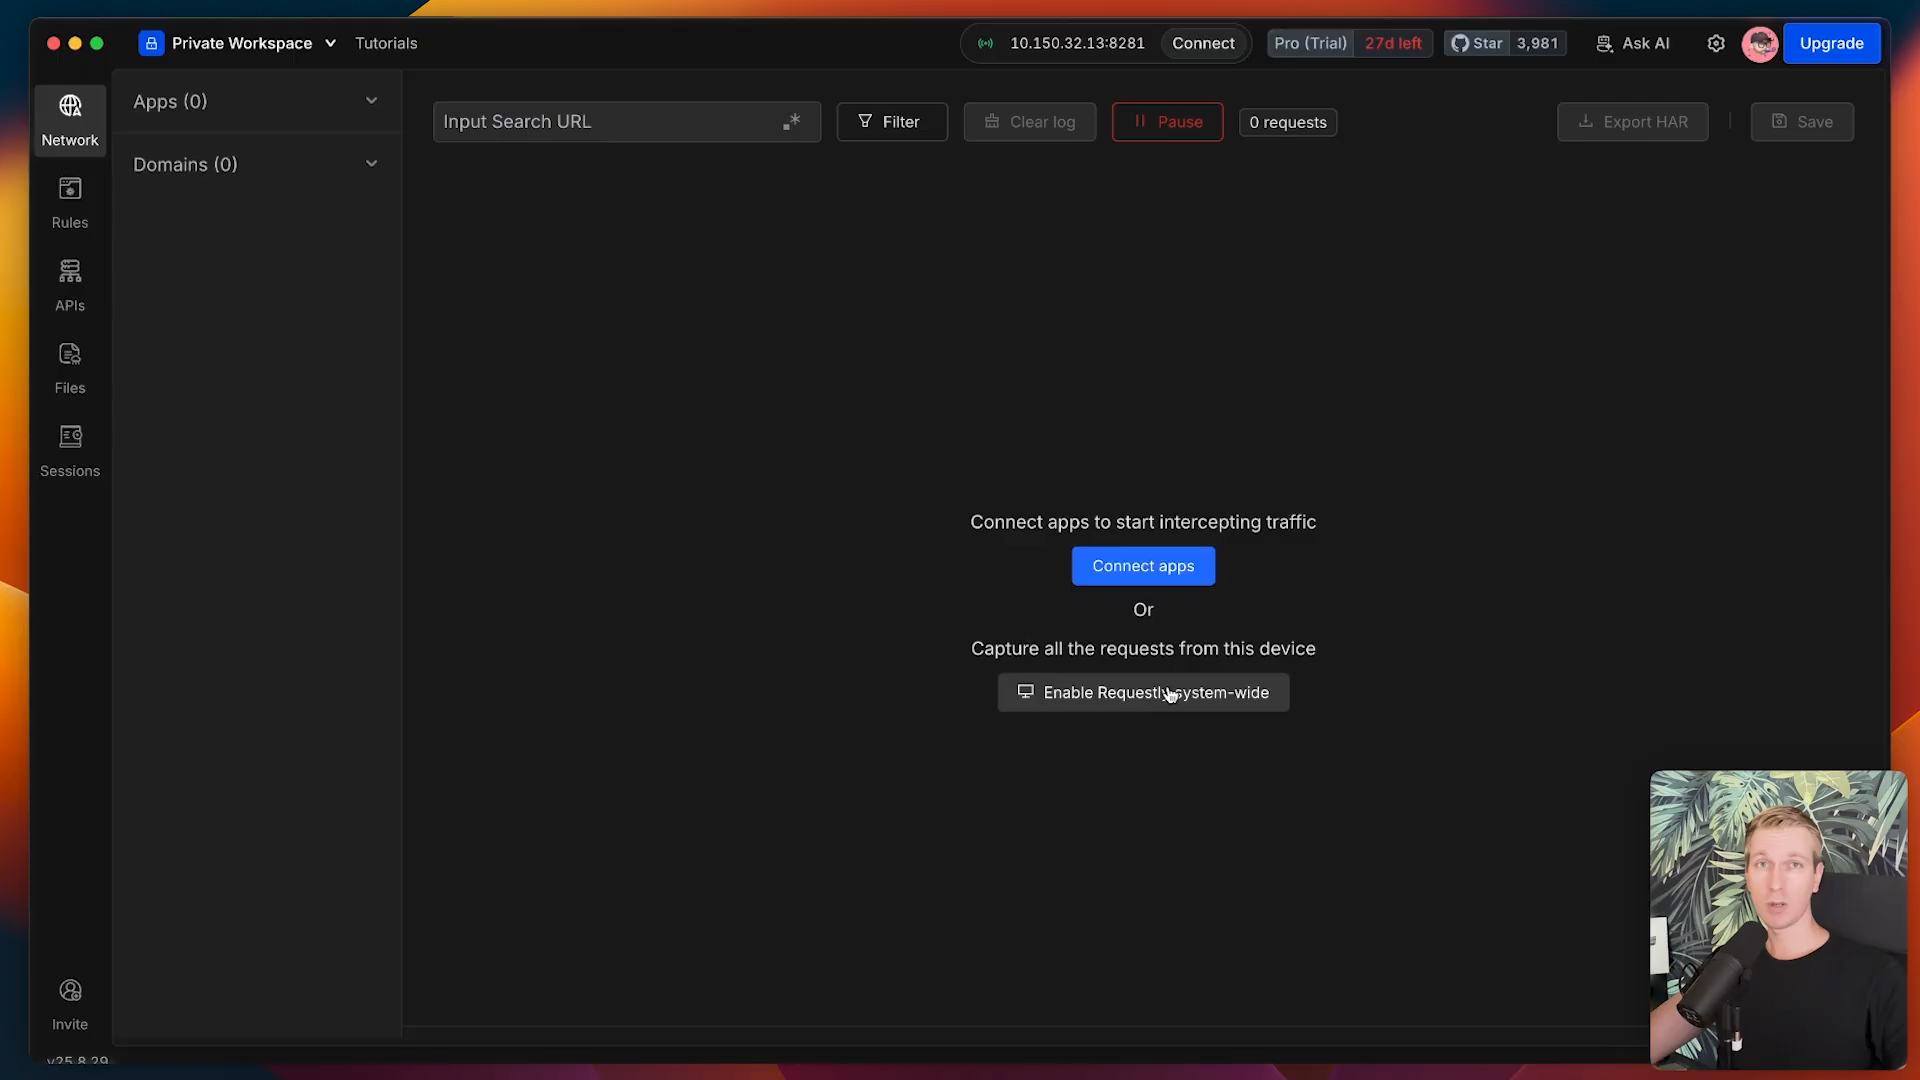 Private Workspace
Tutorials
10.150.32.13:8281
Connect
Pro (Trial)
27d left
Star
3,981
Ask AI
Upgrade
Network
Rules
APIs
Files
Sessions
Invite
v25.8.29
Apps (0)
Domains (0)
Input Search URL
.*
Filter
Clear log
Pause
0 requests
Export HAR
Save
Connect apps to start intercepting traffic
Connect apps
Or
Capture all the requests from this device
Enable Requestly system-wide